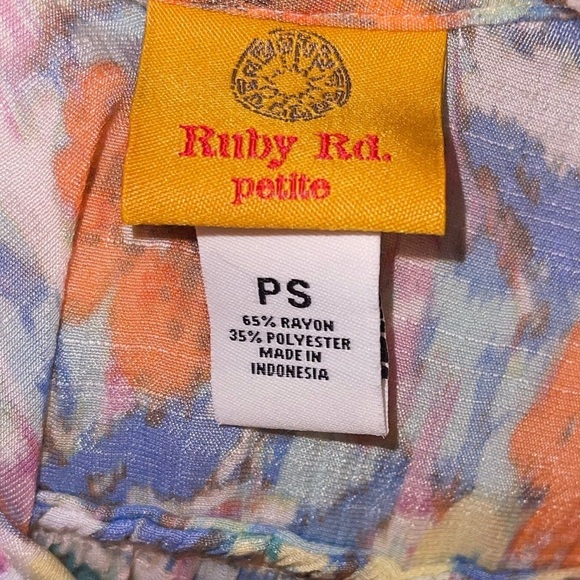 Ruby Rd.
petite
PS
65% RAYON
35% POLYESTER
MADE IN
INDONESIA